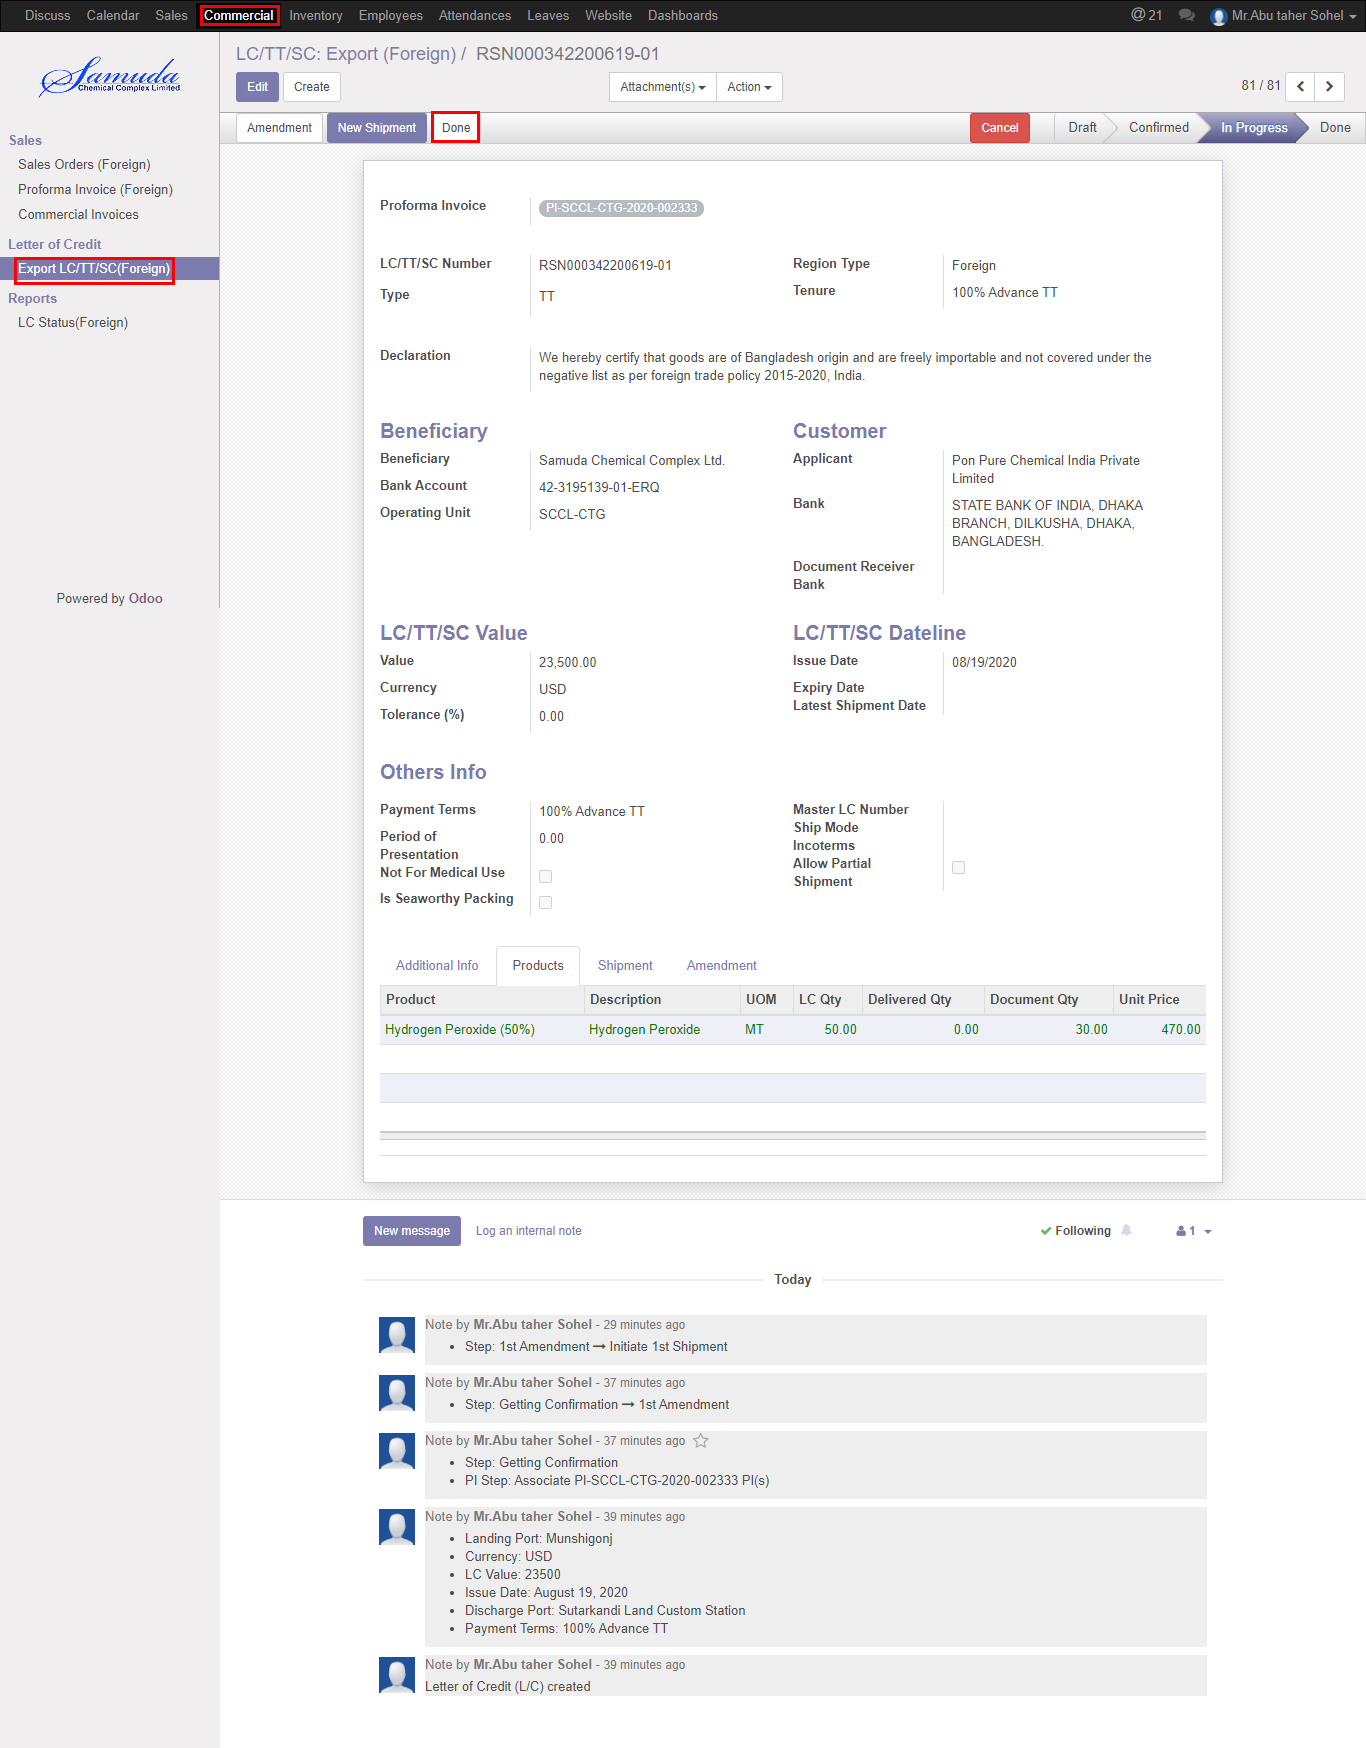 Discuss Calendar Sales Commercial Inventory Employees Attendances Leaves Website Dashboards @ 21 Mr.Abu taher Sohel
Samuda
Chemical Complex Limited
LC/TT/SC: Export (Foreign) / RSN000342200619-01
Edit Create Attachment(s) Action 81 / 81
Amendment New Shipment Done Cancel Draft Confirmed In Progress Done
Sales
Sales Orders (Foreign)
Proforma Invoice (Foreign)
Commercial Invoices
Letter of Credit
Export LC/TT/SC(Foreign)
Reports
LC Status(Foreign)
Powered by Odoo
Proforma Invoice PI-SCCL-CTG-2020-002333
LC/TT/SC Number RSN000342200619-01 Region Type Foreign
Type TT Tenure 100% Advance TT
Declaration We hereby certify that goods are of Bangladesh origin and are freely importable and not covered under the
negative list as per foreign trade policy 2015-2020, India.
Beneficiary Customer
Beneficiary Samuda Chemical Complex Ltd. Applicant Pon Pure Chemical India Private
Limited
Bank Account 42-3195139-01-ERQ Bank STATE BANK OF INDIA, DHAKA
BRANCH, DILKUSHA, DHAKA,
BANGLADESH.
Operating Unit SCCL-CTG
Document Receiver
Bank
LC/TT/SC Value LC/TT/SC Dateline
Value 23,500.00 Issue Date 08/19/2020
Currency USD Expiry Date
Tolerance (%) 0.00 Latest Shipment Date
Others Info
Payment Terms 100% Advance TT Master LC Number
Ship Mode
Period of
Presentation 0.00 Incoterms
Not For Medical Use Allow Partial
Shipment
Is Seaworthy Packing
Additional Info Products Shipment Amendment
Product Description UOM LC Qty Delivered Qty Document Qty Unit Price
Hydrogen Peroxide (50%) Hydrogen Peroxide MT 50.00 0.00 30.00 470.00
New message Log an internal note Following 1
Today
Note by Mr.Abu taher Sohel - 29 minutes ago
• Step: 1st Amendment → Initiate 1st Shipment
Note by Mr.Abu taher Sohel - 37 minutes ago
• Step: Getting Confirmation → 1st Amendment
Note by Mr.Abu taher Sohel - 37 minutes ago
• Step: Getting Confirmation
• PI Step: Associate PI-SCCL-CTG-2020-002333 PI(s)
Note by Mr.Abu taher Sohel - 39 minutes ago
• Landing Port: Munshigonj
• Currency: USD
• LC Value: 23500
• Issue Date: August 19, 2020
• Discharge Port: Sutarkandi Land Custom Station
• Payment Terms: 100% Advance TT
Note by Mr.Abu taher Sohel - 39 minutes ago
Letter of Credit (L/C) created